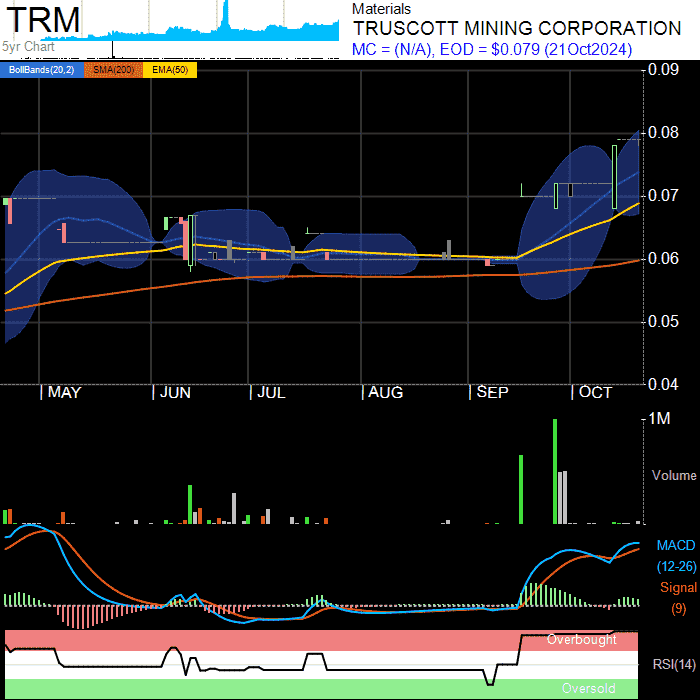 TRM
5yr Chart
Materials
TRUSCOTT MINING CORPORATION
MC = (N/A), EOD = $0.079 (21Oct2024)
BollBands(20,2) SMA(200) EMA(50)
0.09
0.08
0.07
0.06
0.05
0.04
MAY JUN JUL AUG SEP OCT
1M
Volume
MACD
(12-26)
Signal
(9)
Overbought
RSI(14)
Oversold